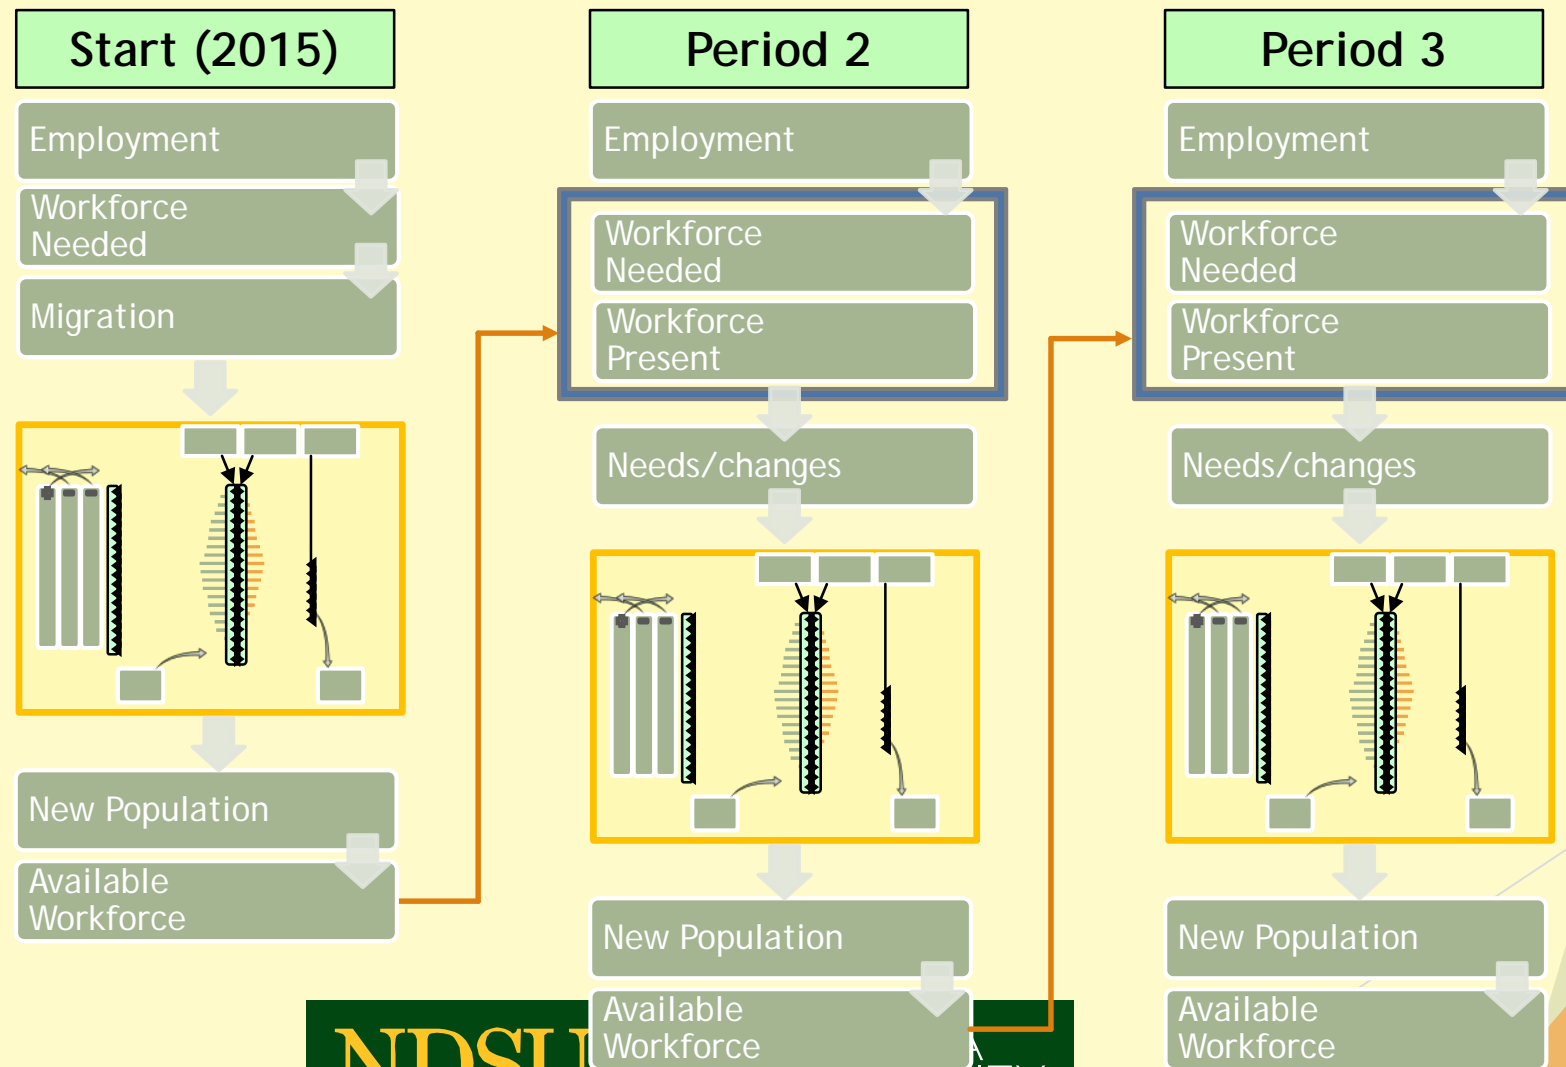 Start (2015)
Employment
Workforce
Needed
Migration
New Population
Available
Workforce
Period 2
Employment
Workforce
Needed
Workforce
Present
Needs/changes
New Population
Available
Workforce
Period 3
Employment
Workforce
Needed
Workforce
Present
Needs/changes
New Population
Available
Workforce
NDSU